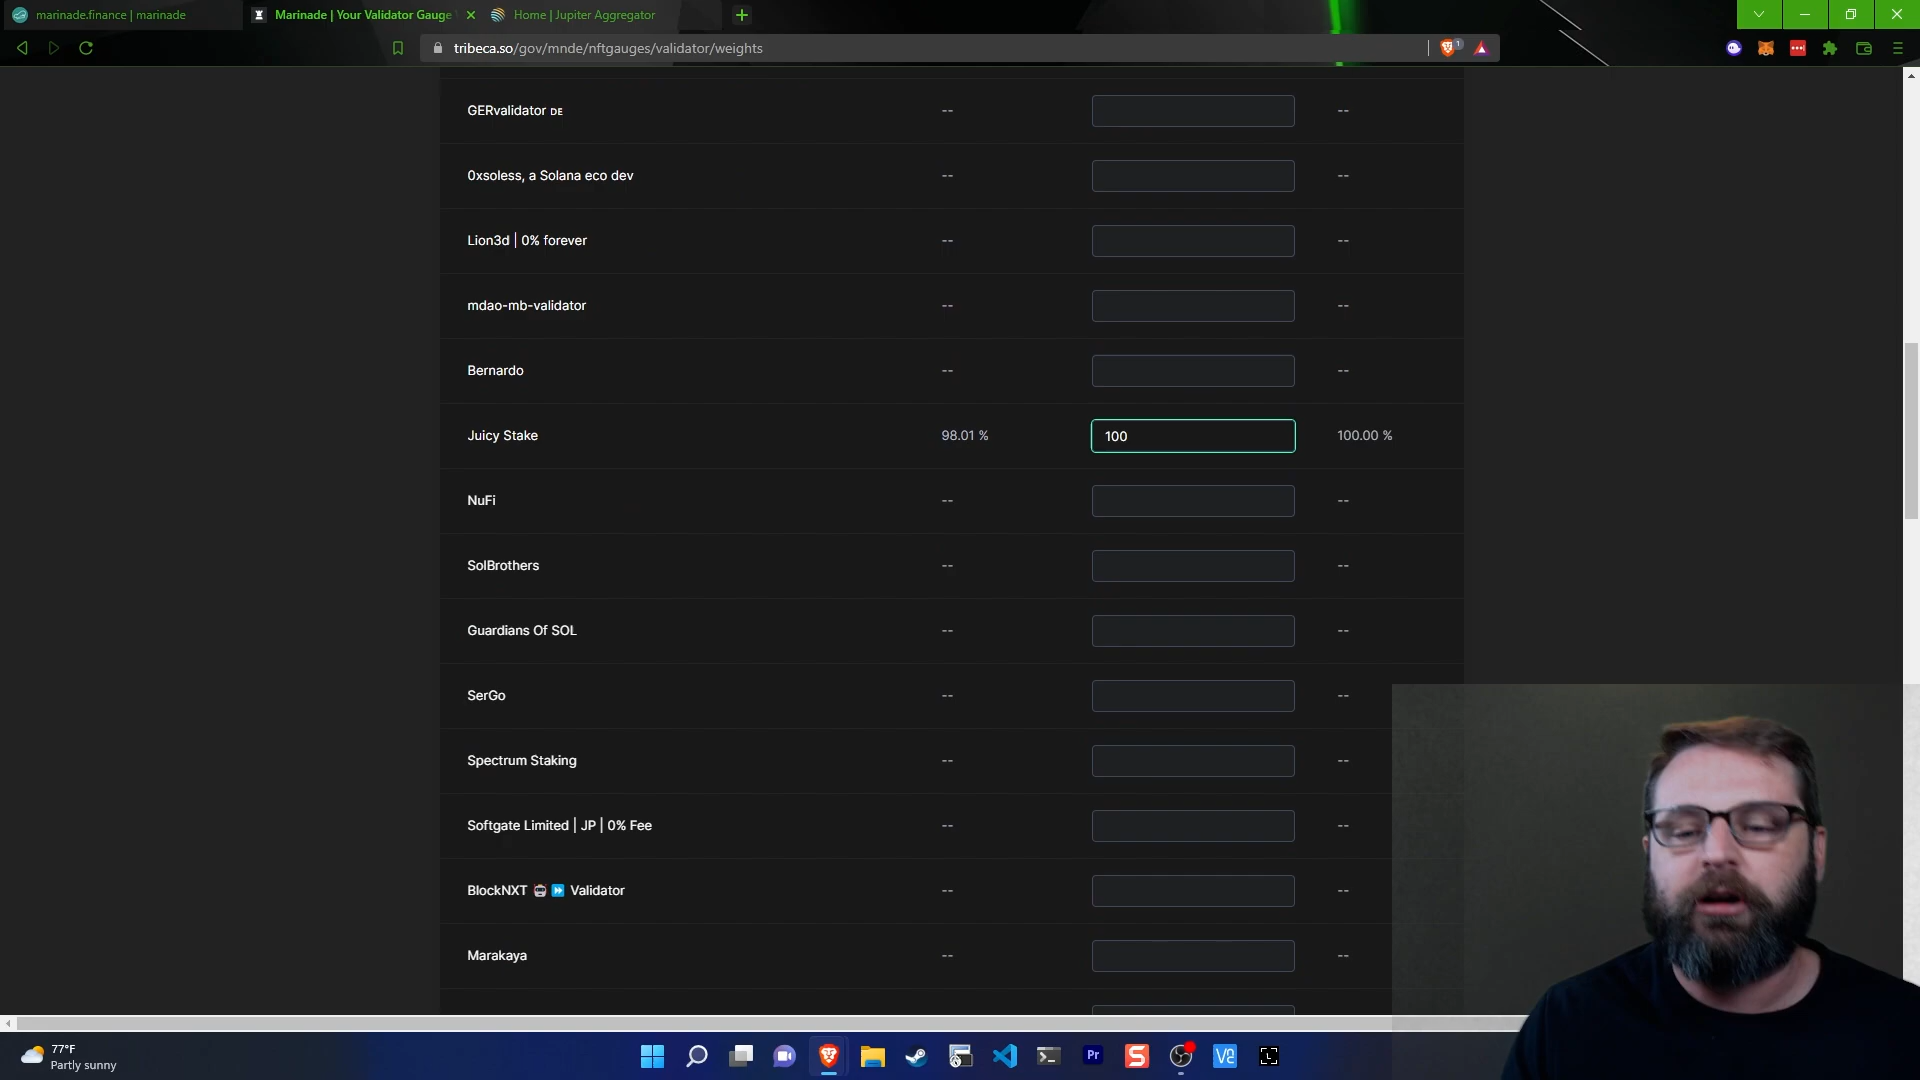 marinade.finance | marinade
Marinade | Your Validator Gauge
Home | Jupiter Aggregator
tribeca.so/gov/mnde/nftgauges/validator/weights
1
GERvalidator DE
--
--
0xsoless, a Solana eco dev
--
--
Lion3d | 0% forever
--
--
mdao-mb-validator
--
--
Bernardo
--
--
Juicy Stake
98.01 %
100
100.00 %
NuFi
--
--
SolBrothers
--
--
Guardians Of SOL
--
--
SerGo
--
--
Spectrum Staking
--
--
Softgate Limited | JP | 0% Fee
--
--
BlockNXT 🤖 ⏩ Validator
--
--
Marakaya
--
--
77°F
Partly sunny
Pr
S
L